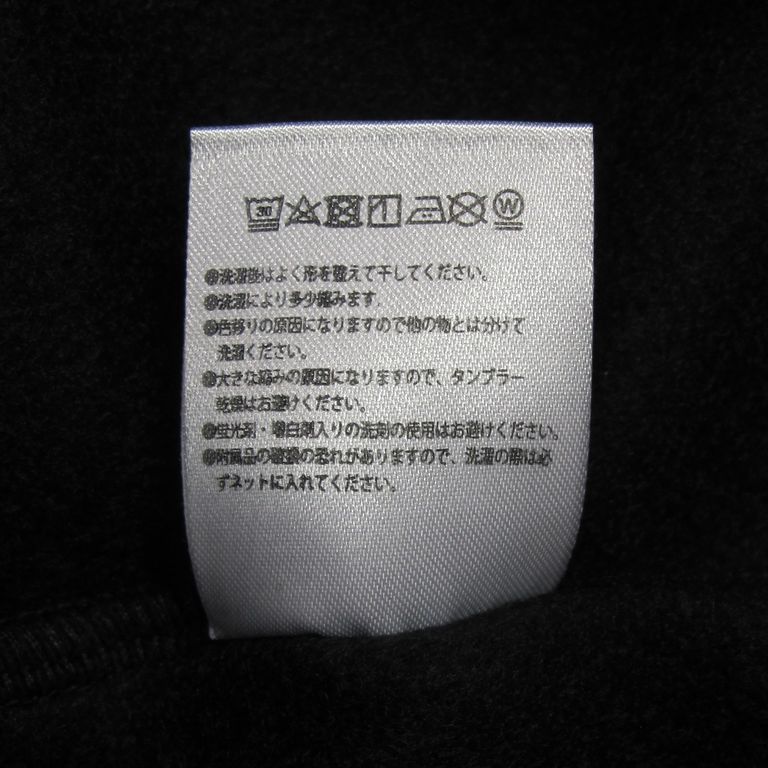 30 W
●洗濯後はよく形を整えて干してください。
●洗濯により多少縮みます。
●色移りの原因になりますので他の物とは分けて
洗濯ください。
●大きな縮みの原因になりますので、タンブラー
乾燥はお避けください。
●蛍光剤・増白剤入りの洗剤の使用はお避けください。
●附属品の破損の恐れがありますので、洗濯の際は必
ずネットに入れてください。